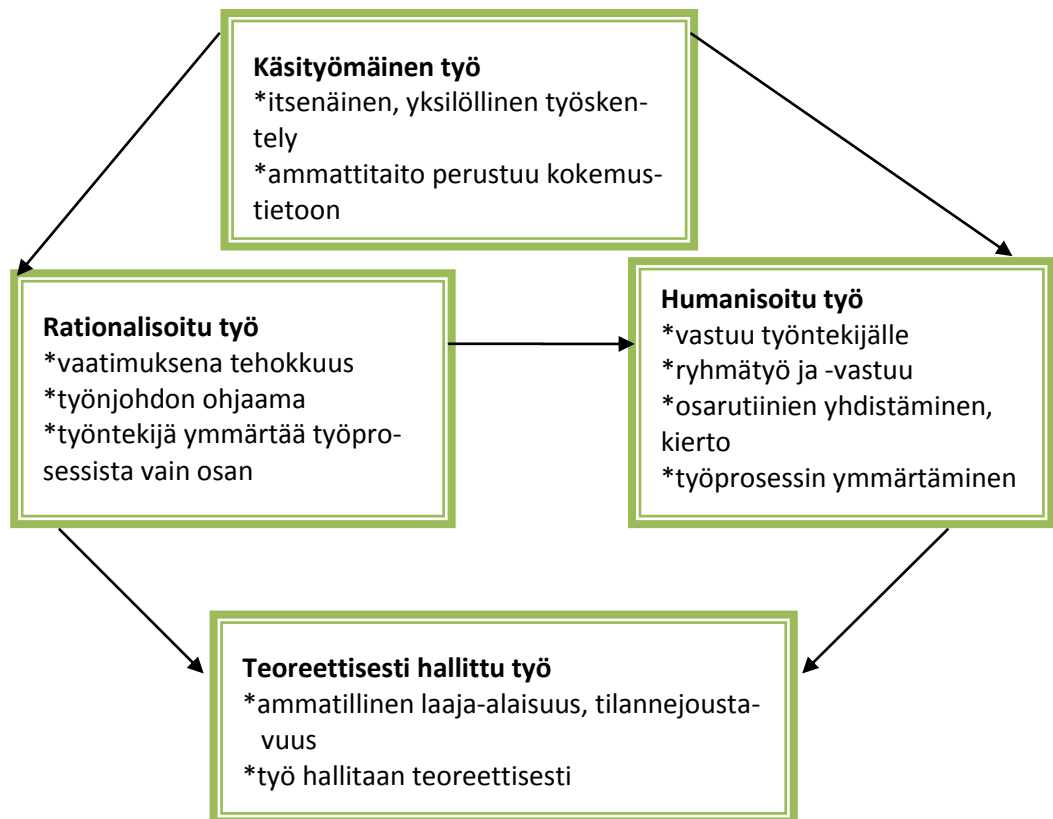 Käsityömäinen työ
*itsenäinen, yksilöllinen työsken-
tely
*ammattitaito perustuu kokemus-
tietoon
Rationalisoitu työ
*vaatimuksena tehokkuus
*työnjohdon ohjaama
*työntekijä ymmärtää työpro-
sessista vain osan
Humanisoitu työ
*vastuu työntekijälle
*ryhmätyö ja -vastuu
*osarutiinien yhdistäminen,
kierto
*työprosessin ymmärtäminen
Teoreettisesti hallittu työ
*ammatillinen laaja-alaisuus, tilannejousta-
vuus
*työ hallitaan teoreettisesti